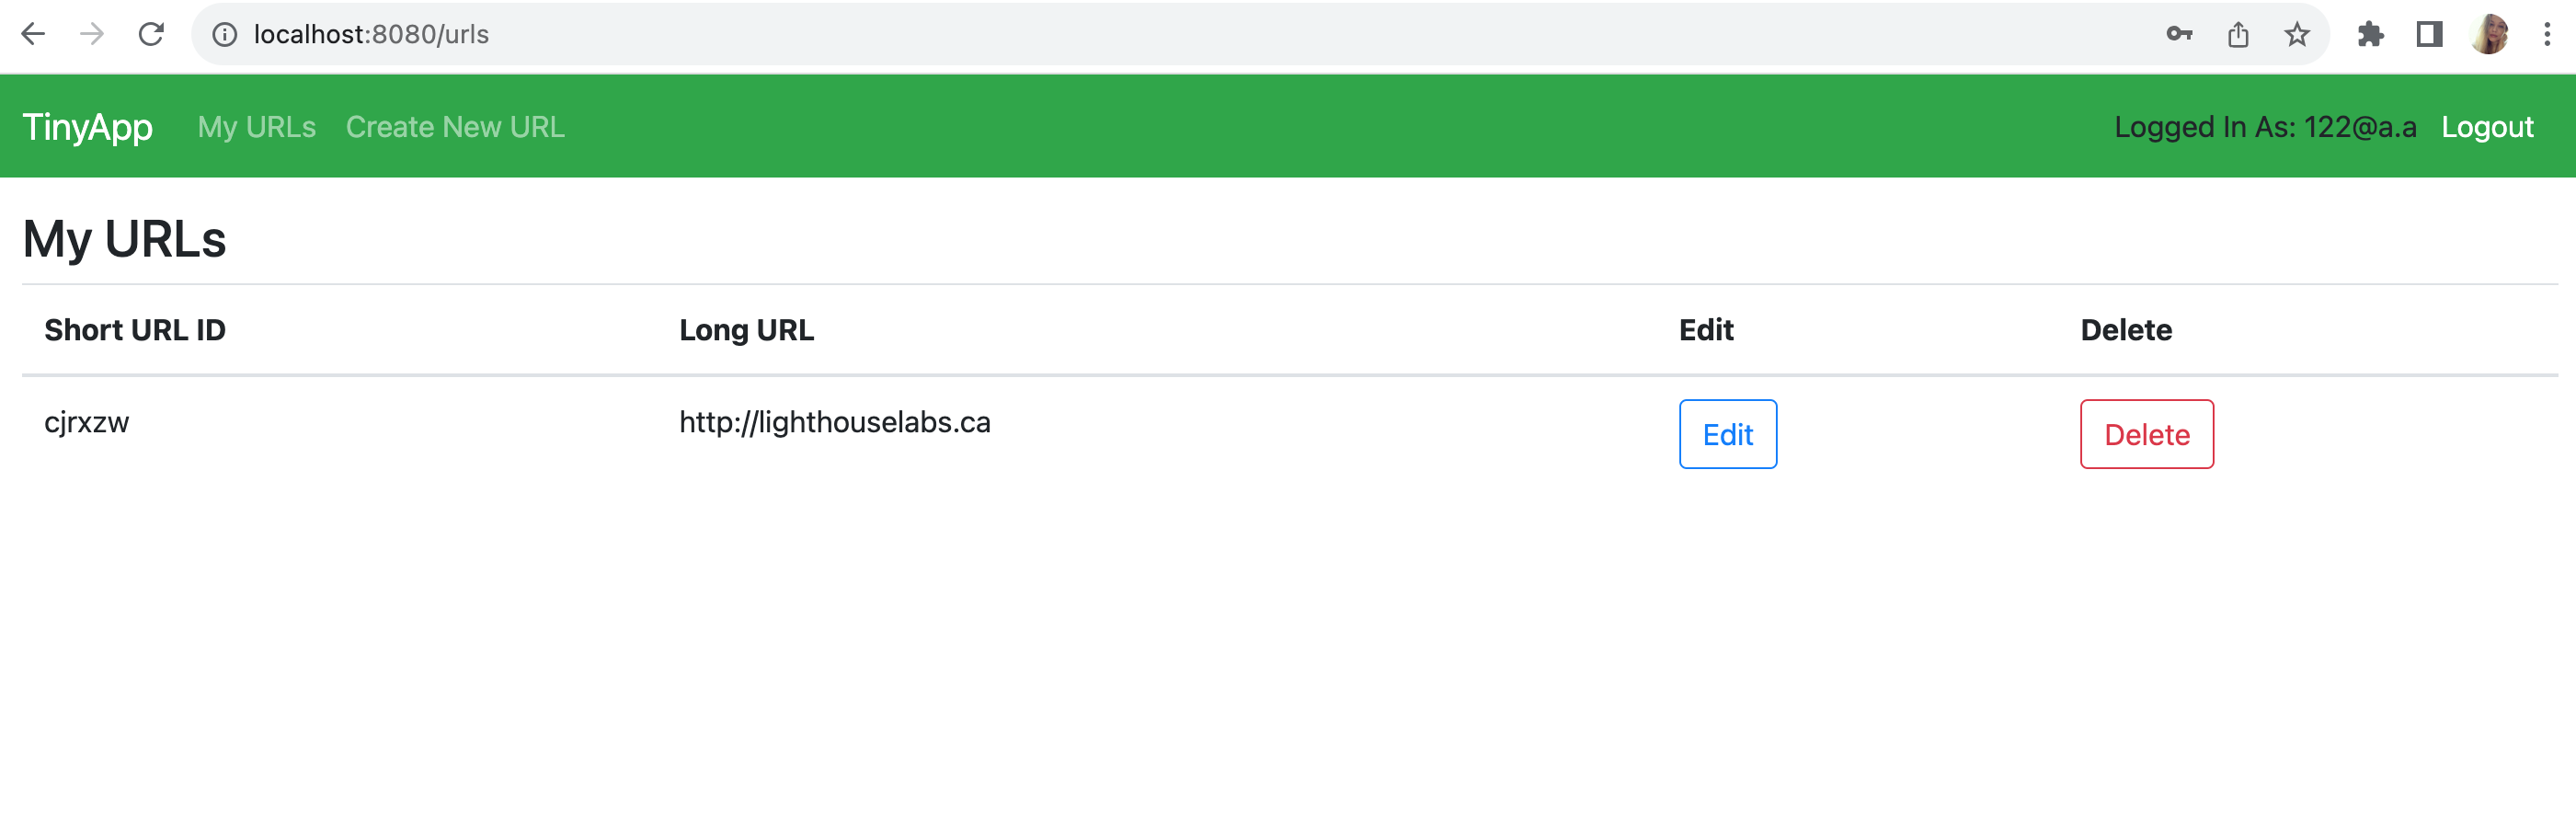 localhost:8080/urls
TinyApp My URLs Create New URL Logged In As: 122@a.a Logout
My URLs
Short URL ID Long URL Edit Delete
cjrxzw http://lighthouselabs.ca Edit Delete